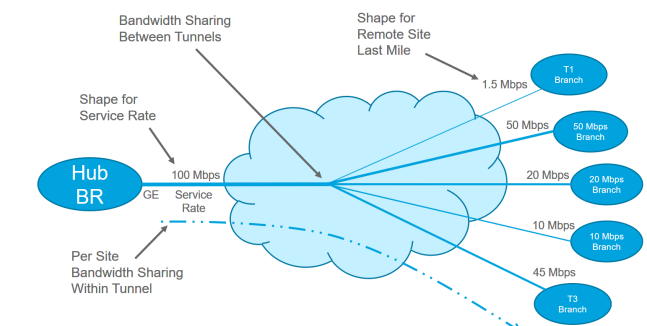 Bandwidth Sharing
Between Tunnels
Shape for
Remote Site
Last Mile
Shape for
Service Rate
1.5 Mbps
T1
Branch
50 Mbps
50 Mbps
Branch
Hub
BR
100 Mbps
GE
Service
Rate
20 Mbps
20 Mbps
Branch
10 Mbps
10 Mbps
Branch
Per Site
Bandwidth Sharing
Within Tunnel
45 Mbps
T3
Branch